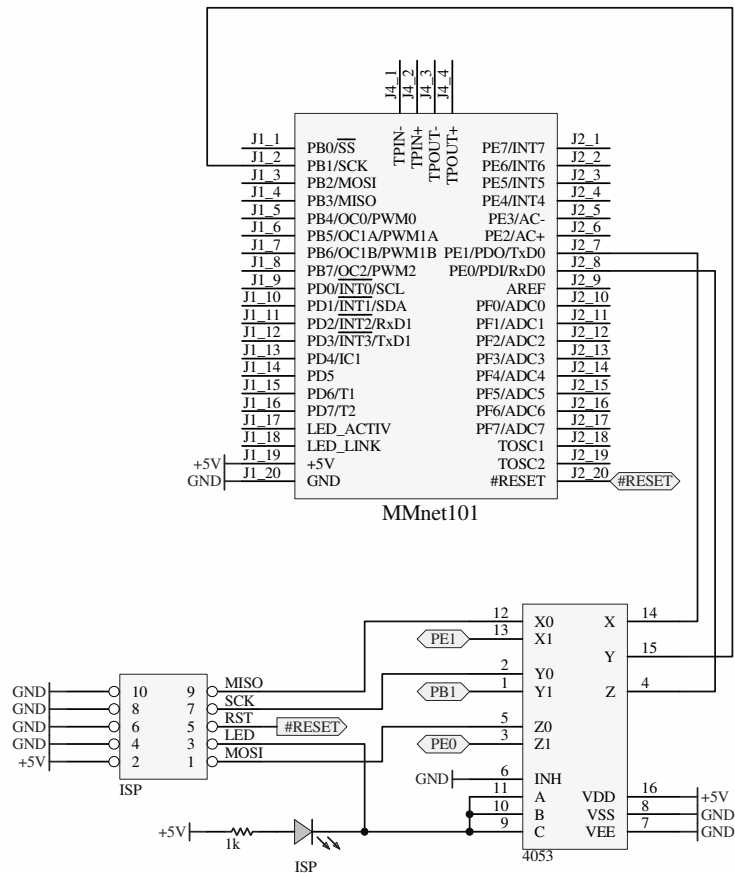 J4_1
J4_2
J4_3
J4_4
TPIN-
TPIN+
TPOUT-
TPOUT+
J1_1 PB0/SS PE7/INT7 J2_1
J1_2 PB1/SCK PE6/INT6 J2_2
J1_3 PB2/MOSI PE5/INT5 J2_3
J1_4 PB3/MISO PE4/INT4 J2_4
J1_5 PB4/OC0/PWM0 PE3/AC- J2_5
J1_6 PB5/OC1A/PWM1A PE2/AC+ J2_6
J1_7 PB6/OC1B/PWM1B PE1/PDO/TxD0 J2_7
J1_8 PB7/OC2/PWM2 PE0/PDI/RxD0 J2_8
J1_9 PD0/INT0/SCL AREF J2_9
J1_10 PD1/INT1/SDA PF0/ADC0 J2_10
J1_11 PD2/INT2/RxD1 PF1/ADC1 J2_11
J1_12 PD3/INT3/TxD1 PF2/ADC2 J2_12
J1_13 PD4/IC1 PF3/ADC3 J2_13
J1_14 PD5 PF4/ADC4 J2_14
J1_15 PD6/T1 PF5/ADC5 J2_15
J1_16 PD7/T2 PF6/ADC6 J2_16
J1_17 LED_ACTIV PF7/ADC7 J2_17
J1_18 LED_LINK TOSC1 J2_18
+5V J1_19 +5V TOSC2 J2_19
GND J1_20 GND #RESET J2_20 #RESET
MMnet101
12 X0 X 14
PE1 13 X1
Y 15
2 Y0
PB1 1 Y1 Z 4
5 Z0
PE0 3 Z1
GND 6 INH
11 A VDD 16 +5V
10 B VSS 8 GND
9 C VEE 7 GND
4053
GND 10 9 MISO
GND 8 7 SCK
GND 6 5 RST #RESET
GND 4 3 LED
+5V 2 1 MOSI
ISP
+5V 1k
ISP